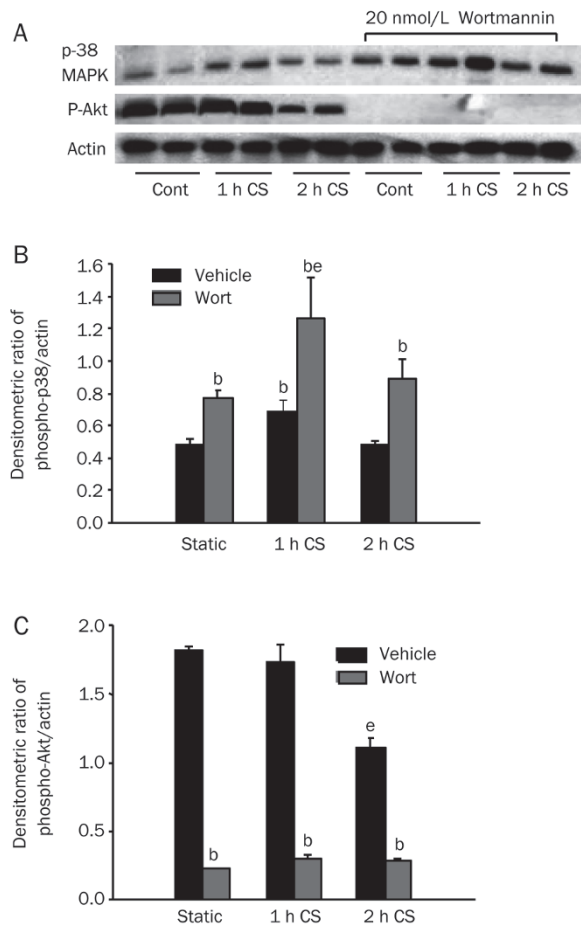 A
20 nmol/L Wortmannin
p-38
MAPK
P-Akt
Actin
Cont 1 h CS 2 h CS Cont 1 h CS 2 h CS
B
Densitometric ratio of
phospho-p38/actin
1.6
1.4
1.2
1.0
0.8
0.6
0.4
0.2
0.0
Vehicle
Wort
b
b
be
b
Static 1 h CS 2 h CS
C
Densitometric ratio of
phospho-Akt/actin
2.0
1.5
1.0
0.5
0.0
Vehicle
Wort
b
b
e
b
Static 1 h CS 2 h CS